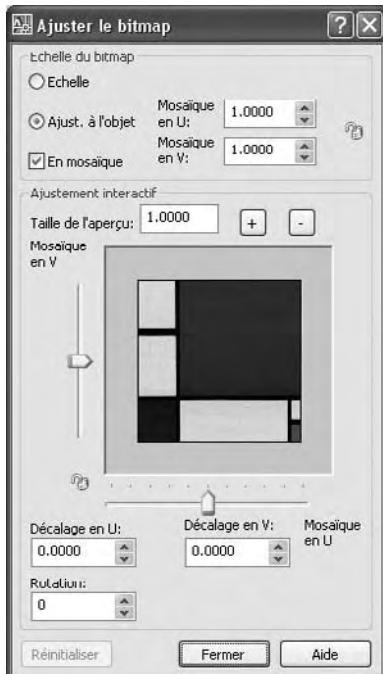 Ajuster le bitmap
Echelle du bitmap
Echelle
Ajust. à l'objet
Mosaïque en U:
1.0000
En mosaïque
Mosaïque en V:
1.0000
Ajustement interactif
Taille de l'aperçu:
1.0000
+
-
Mosaïque en V
Décalage en U:
Décalage en V:
Mosaïque en U
0.0000
0.0000
Rotation:
0
Réinitialiser
Fermer
Aide